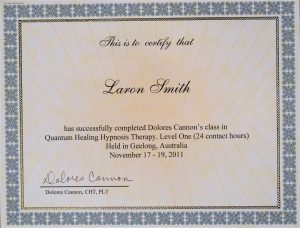 This is to certify that
Laron Smith
has successfully completed Dolores Cannon's class in
Quantum Healing Hypnosis Therapy. Level One (24 contact hours)
Held in Geelong, Australia
November 17 - 19, 2011
Dolores Cannon
Dolores Cannon, CHT, PLT